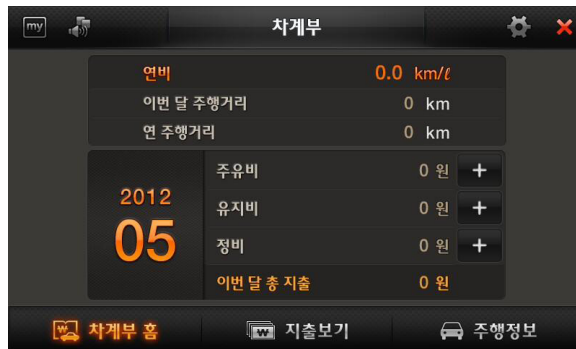 my
차계부
연비 0.0 km/ℓ
이번 달 주행거리 0 km
연 주행거리 0 km
2012
05
주유비 0 원 +
유지비 0 원 +
정비 0 원 +
이번 달 총 지출 0 원
차계부 홈
지출보기
주행정보